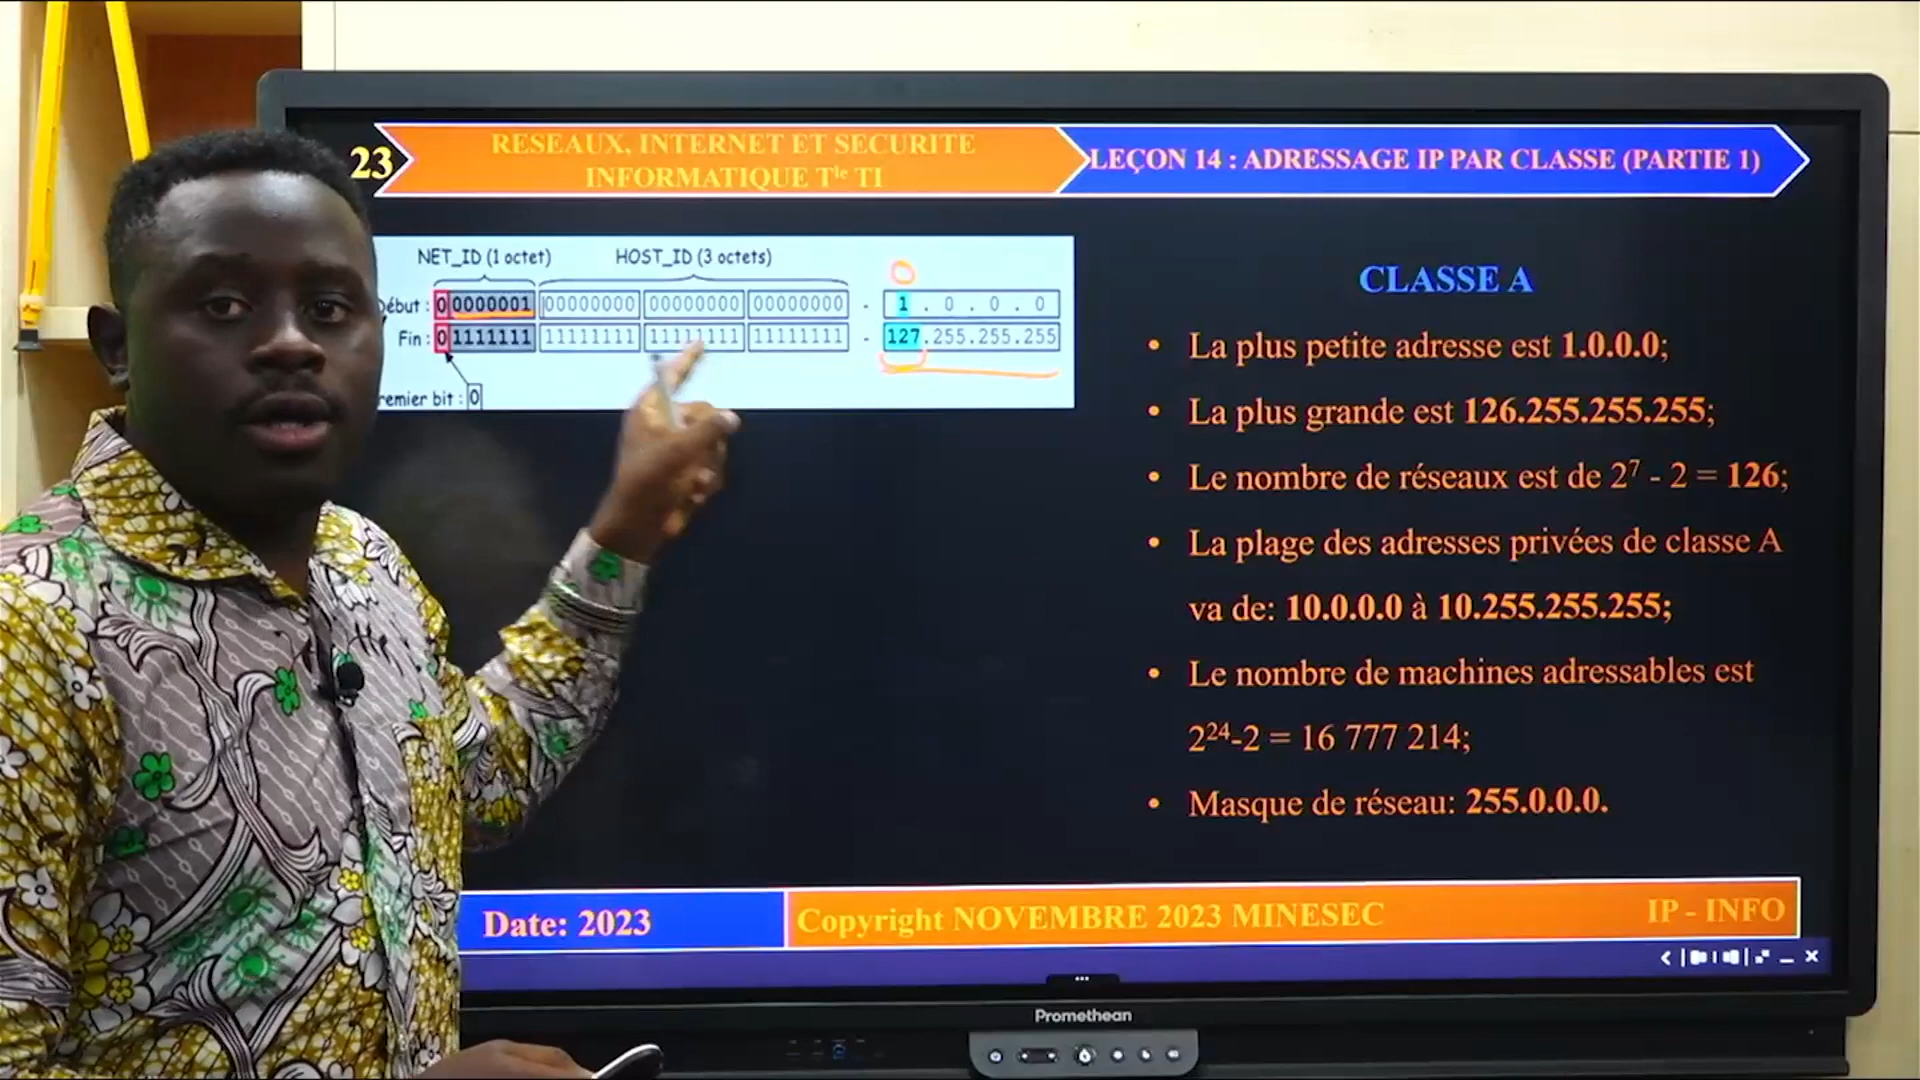 23
RESEAUX, INTERNET ET SECURITE
INFORMATIQUE Tle TI
LEÇON 14 : ADRESSAGE IP PAR CLASSE (PARTIE 1)
NET_ID (1 octet) HOST_ID (3 octets)
0
Début : 0 0000001 00000000 00000000 00000000 - 1 . 0 . 0 . 0
Fin : 0 1111111 11111111 11111111 11111111 - 127.255.255.255
remier bit : 0
CLASSE A
• La plus petite adresse est 1.0.0.0;
• La plus grande est 126.255.255.255;
• Le nombre de réseaux est de 2⁷ - 2 = 126;
• La plage des adresses privées de classe A
va de: 10.0.0.0 à 10.255.255.255;
• Le nombre de machines adressables est
2²⁴-2 = 16 777 214;
• Masque de réseau: 255.0.0.0.
Date: 2023
Copyright NOVEMBRE 2023 MINESEC
IP - INFO
Promethean